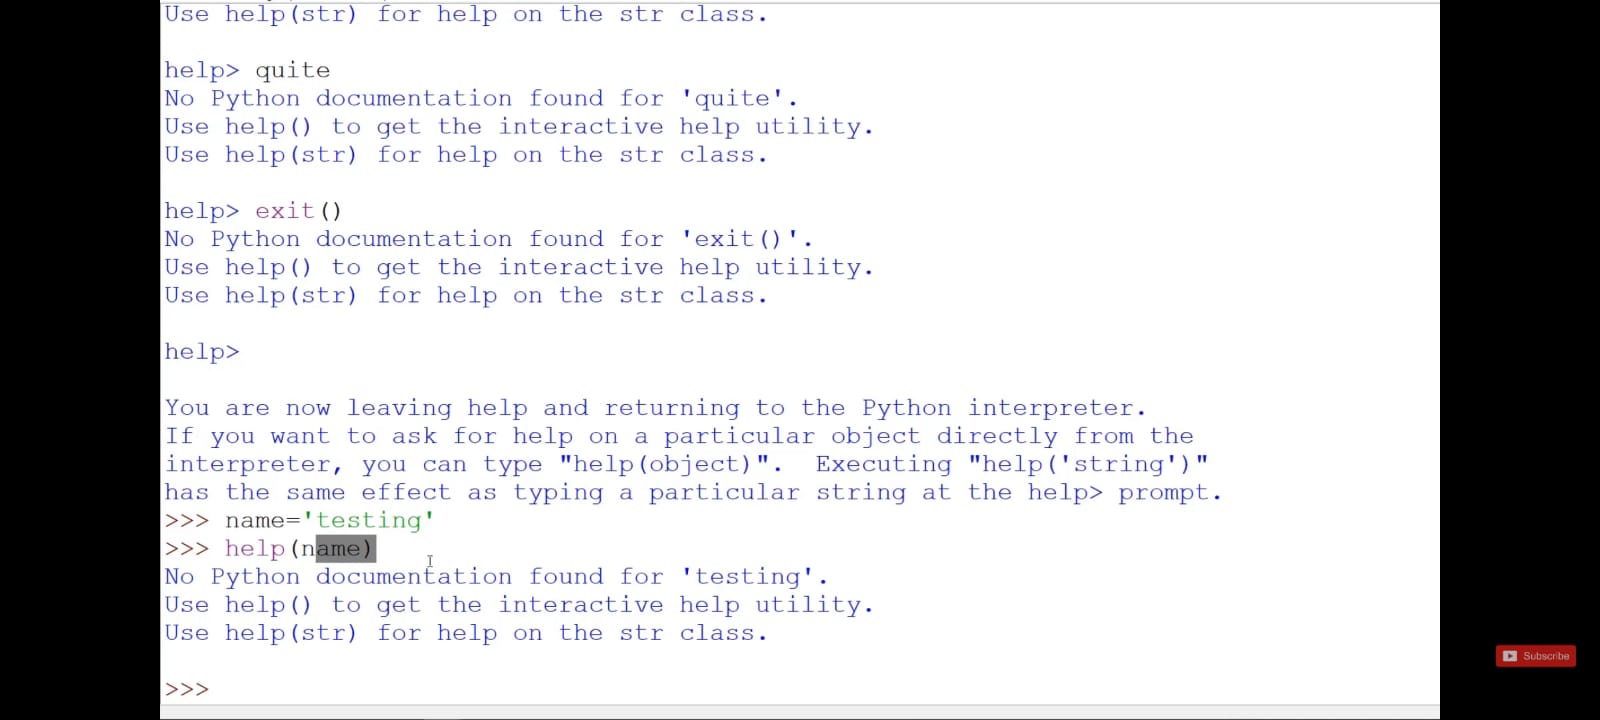 Use help(str) for help on the str class.
help> quite
No Python documentation found for 'quite'.
Use help() to get the interactive help utility.
Use help(str) for help on the str class.
help> exit()
No Python documentation found for 'exit()'.
Use help() to get the interactive help utility.
Use help(str) for help on the str class.
help>
You are now leaving help and returning to the Python interpreter.
If you want to ask for help on a particular object directly from the
interpreter, you can type "help(object)".  Executing "help('string')"
has the same effect as typing a particular string at the help> prompt.
>>> name='testing'
>>> help(name)
No Python documentation found for 'testing'.
Use help() to get the interactive help utility.
Use help(str) for help on the str class.
Subscribe
>>>